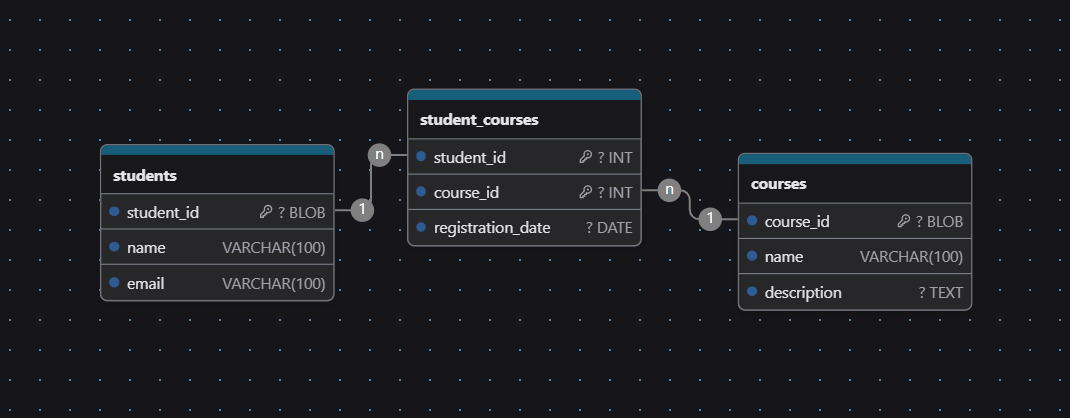 students
student_id ? BLOB
name VARCHAR(100)
email VARCHAR(100)
1
n
student_courses
student_id ? INT
course_id ? INT
registration_date ? DATE
n
1
courses
course_id ? BLOB
name VARCHAR(100)
description ? TEXT